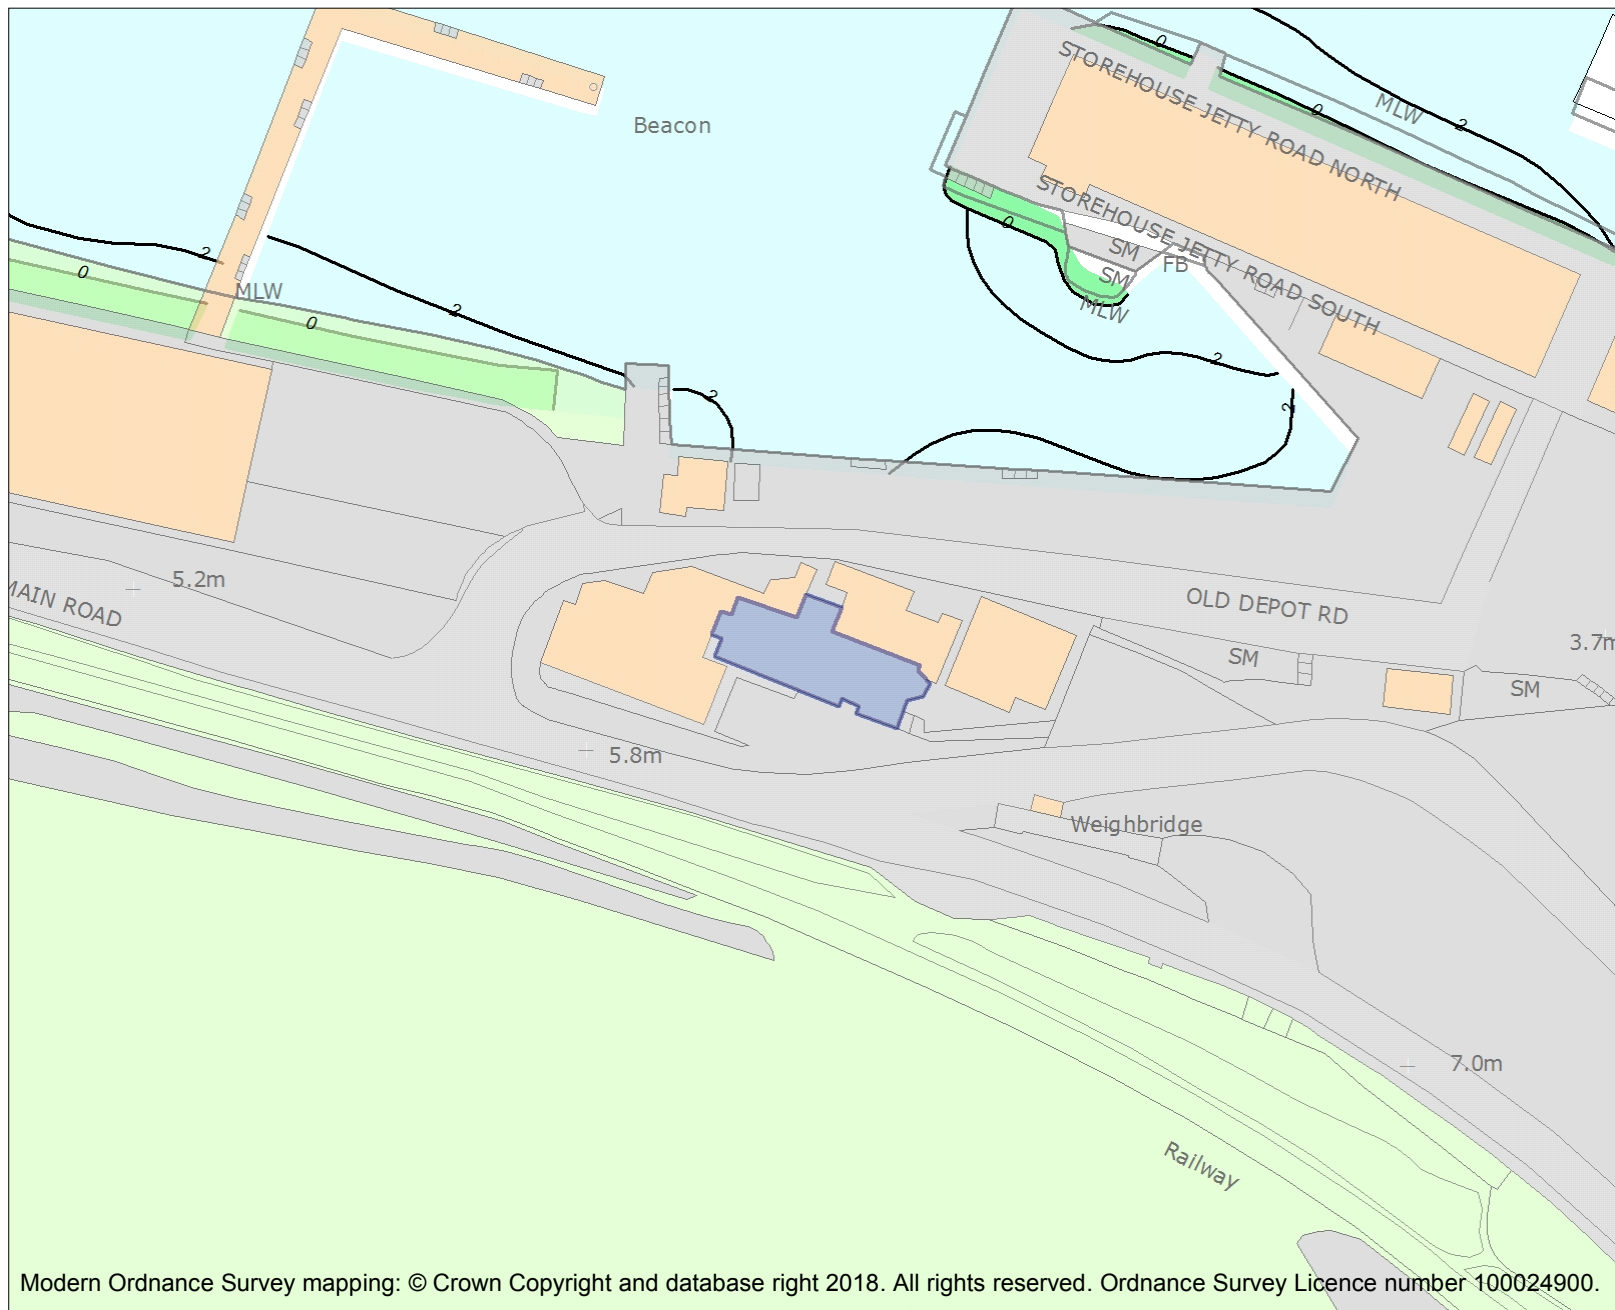 0
STOREHOUSE JETTY ROAD NORTH
MLW
2
0
Beacon
STOREHOUSE JETTY ROAD SOUTH
0
SM
FB
SM
MLW
2
0
MLW
2
0
2
2
2
5.2m
MAIN ROAD
OLD DEPOT RD
3.7m
SM
SM
5.8m
Weighbridge
7.0m
Railway
Modern Ordnance Survey mapping: © Crown Copyright and database right 2018. All rights reserved. Ordnance Survey Licence number 100024900.